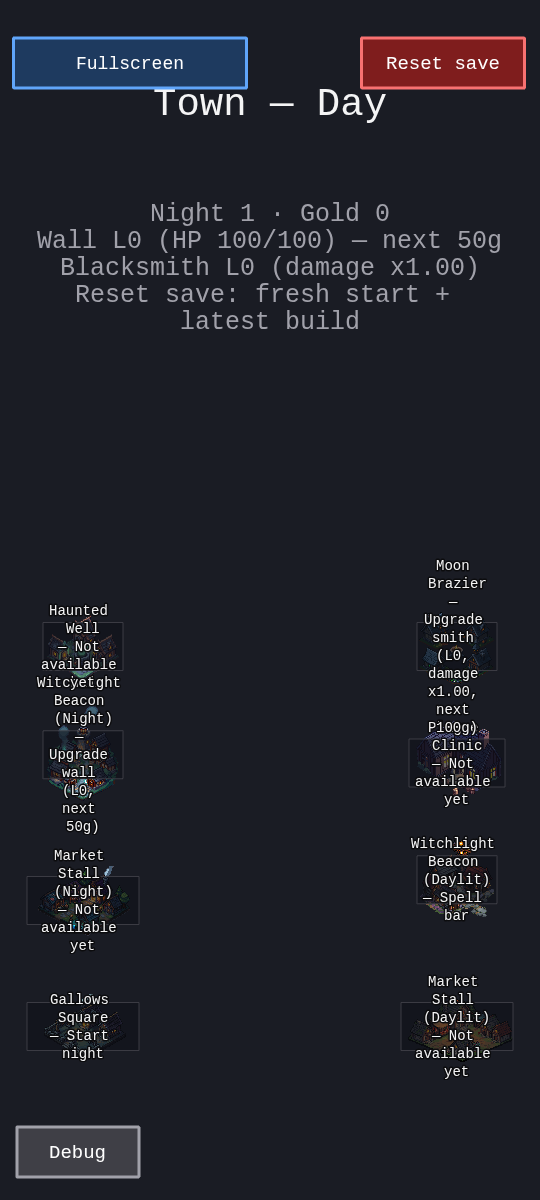 Fullscreen
Reset save
Town — Day
Night 1 · Gold 0
Wall L0 (HP 100/100) — next 50g
Blacksmith L0 (damage x1.00)
Reset save: fresh start +
latest build
Haunted
Well
— Not
available
Beacon
(Night)
—
Upgrade
wall
(L0,
next
50g)
Market
Stall
(Night)
— Not
available
yet
Gallows
Square
— Start
night
Moon
Brazier
—
Upgrade
smith
(L0,
damage
x1.00,
next
Clinic
— Not
available
yet
Witchlight
Beacon
(Daylit)
— Spell
bar
Market
Stall
(Daylit)
— Not
available
yet
Debug